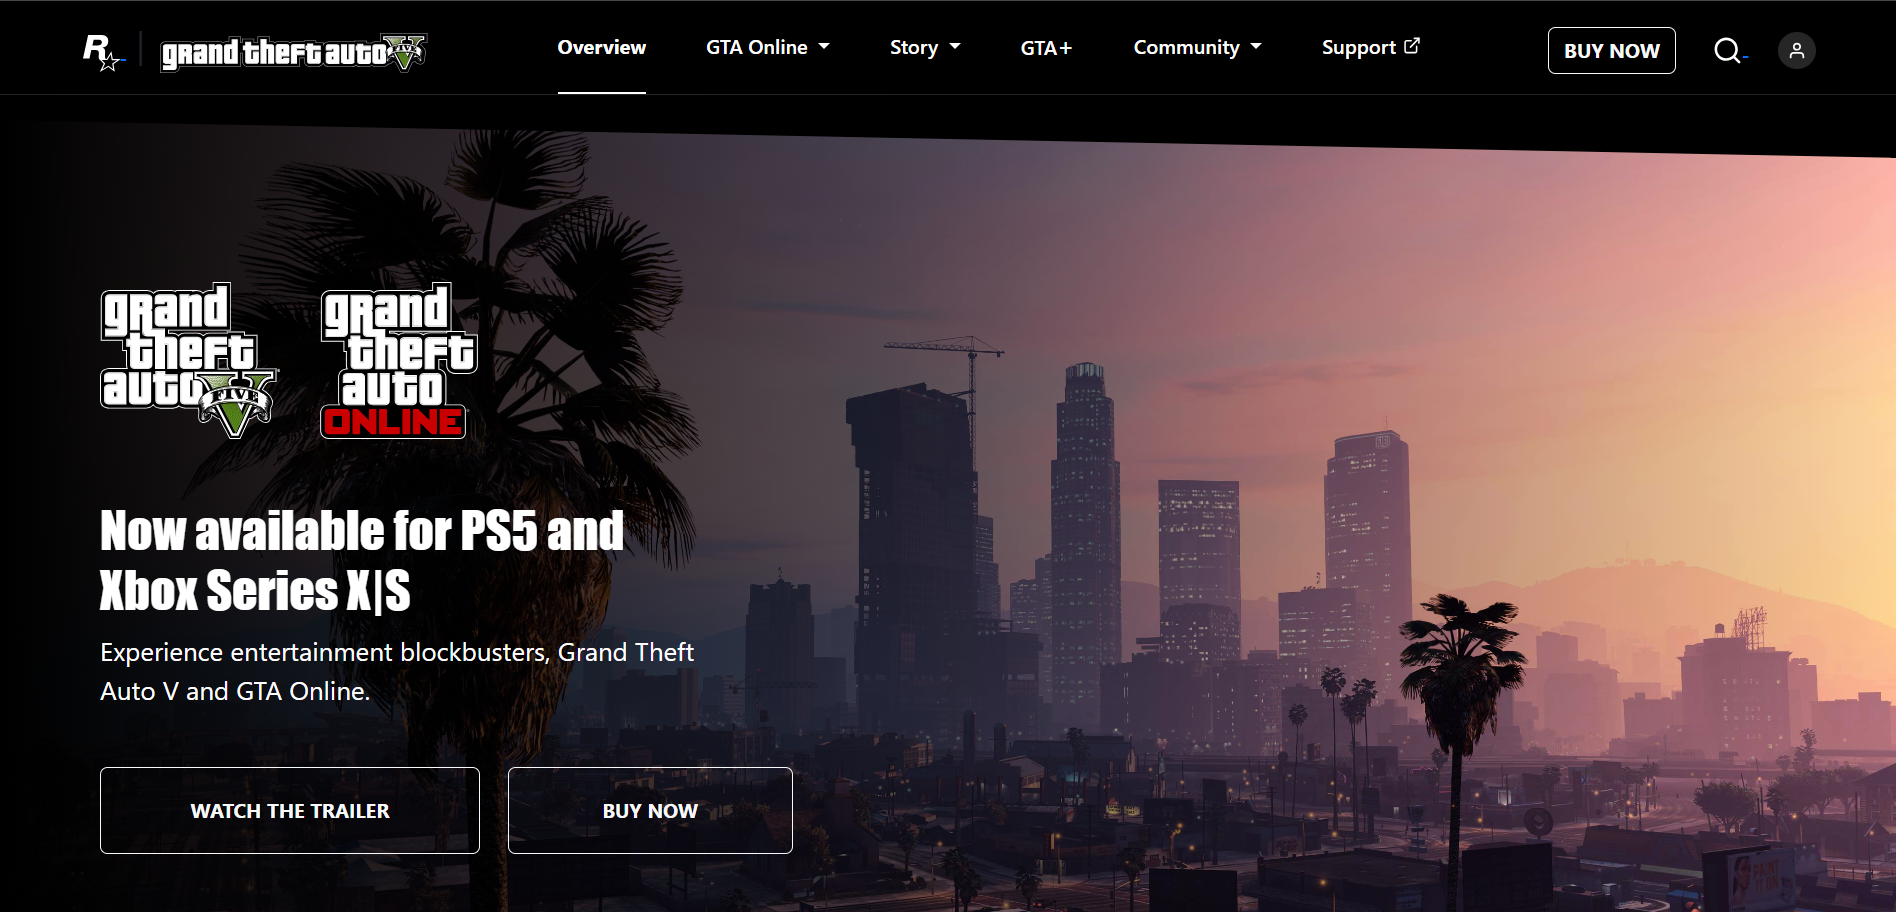 R
grand theft auto V
FIVE
Overview
GTA Online
Story
GTA+
Community
Support
BUY NOW
grand
theft
auto V
FIVE
grand
theft
auto
ONLINE
Now available for PS5 and
Xbox Series X|S
Experience entertainment blockbusters, Grand Theft
Auto V and GTA Online.
WATCH THE TRAILER
BUY NOW